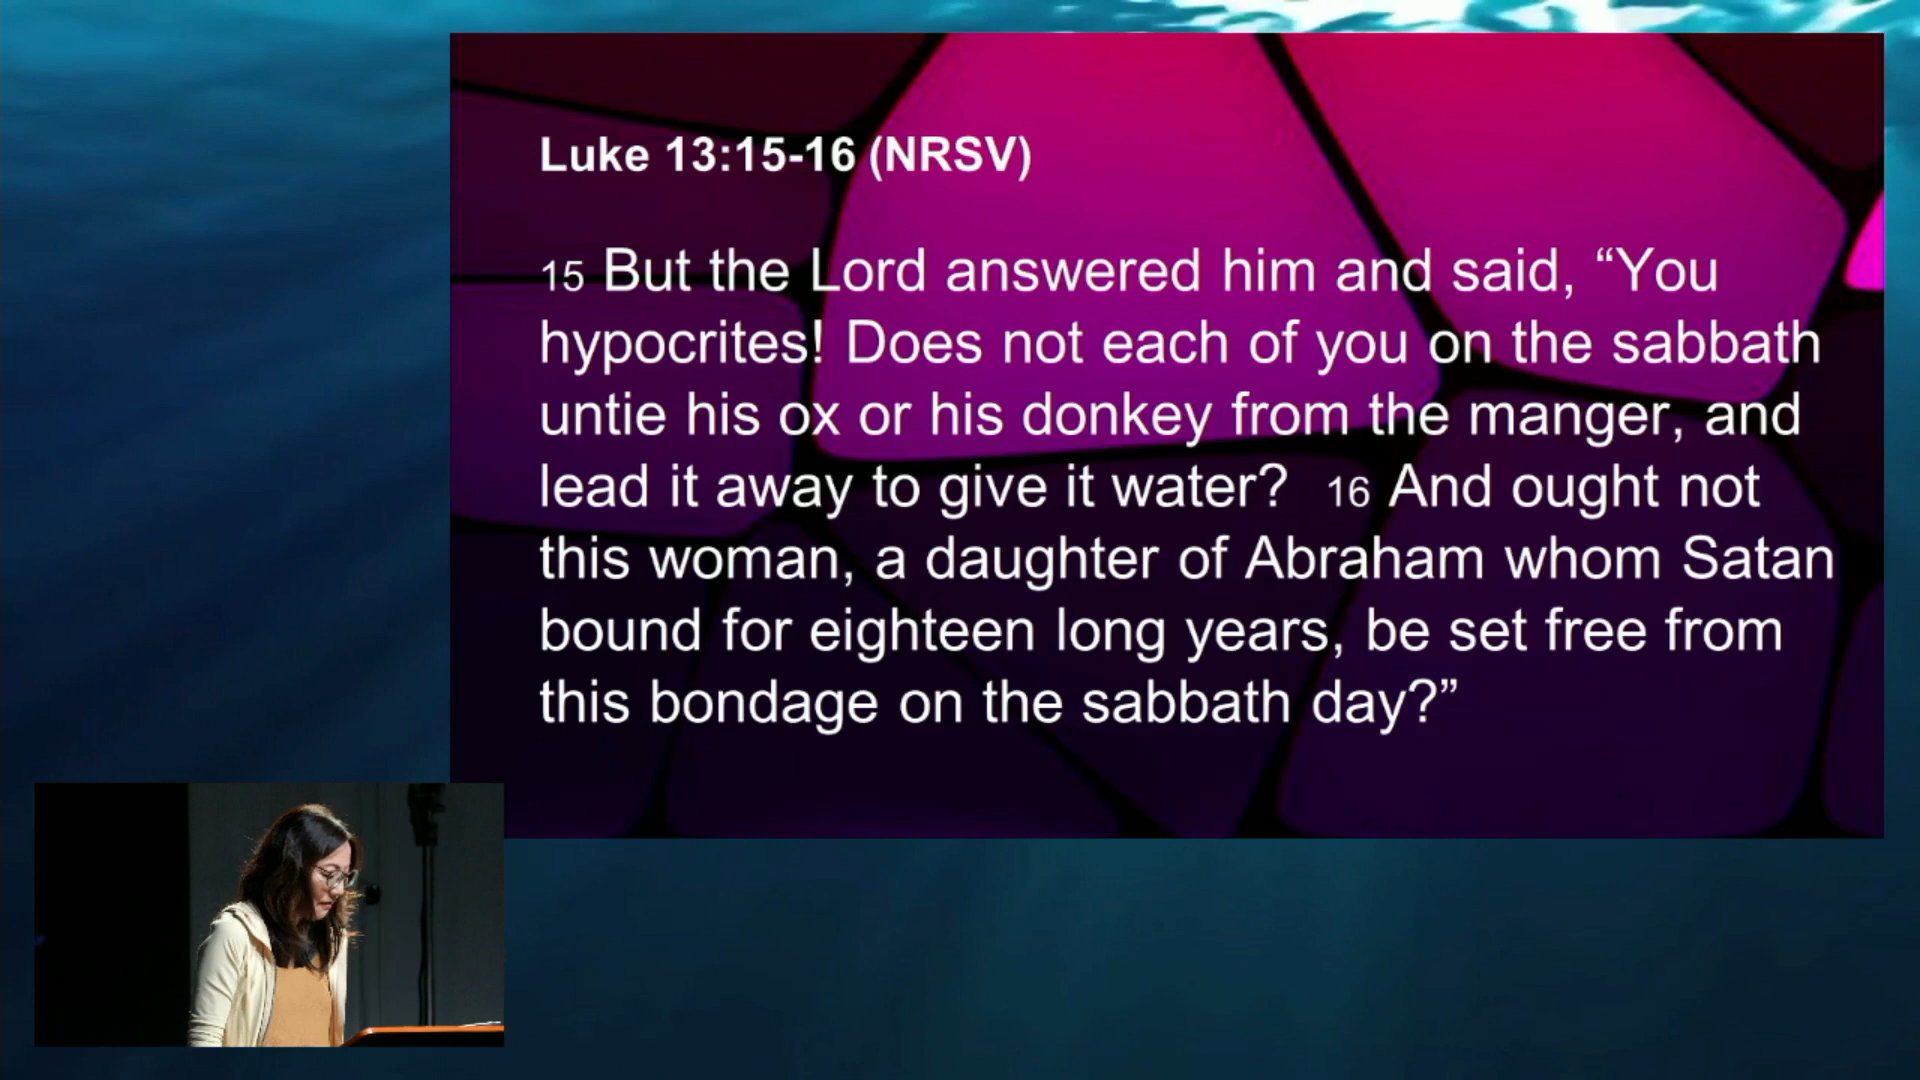 Luke 13:15-16 (NRSV)
15 But the Lord answered him and said, “You
hypocrites! Does not each of you on the sabbath
untie his ox or his donkey from the manger, and
lead it away to give it water?  16 And ought not
this woman, a daughter of Abraham whom Satan
bound for eighteen long years, be set free from
this bondage on the sabbath day?”